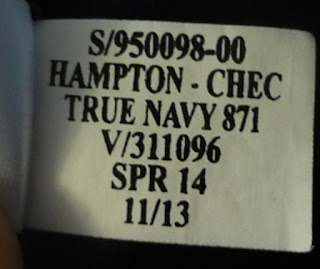 S/950098-00
HAMPTON - CHEC
TRUE NAVY 871
V/311096
SPR 14
11/13